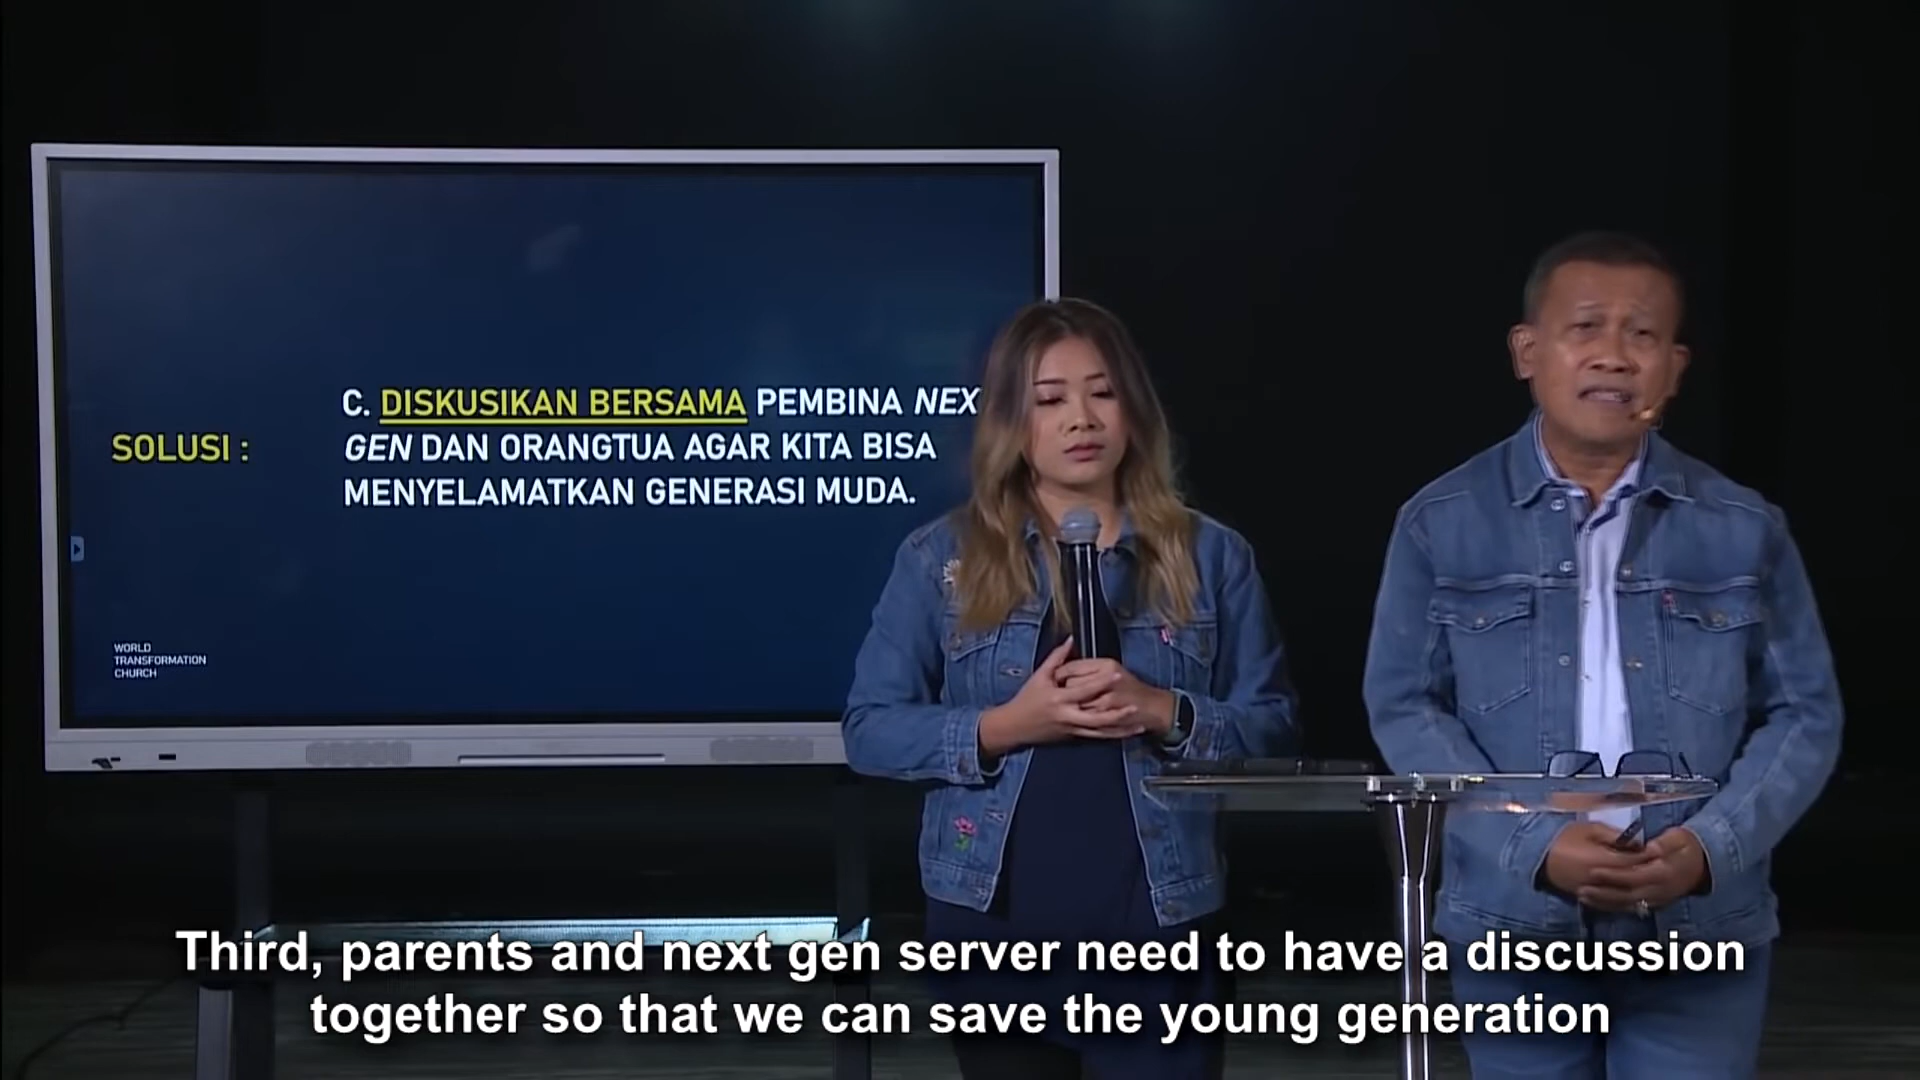 SOLUSI :
C. DISKUSIKAN BERSAMA PEMBINA NEX
GEN DAN ORANGTUA AGAR KITA BISA
MENYELAMATKAN GENERASI MUDA.
WORLD
TRANSFORMATION
CHURCH
Third, parents and next gen server need to have a discussion
together so that we can save the young generation